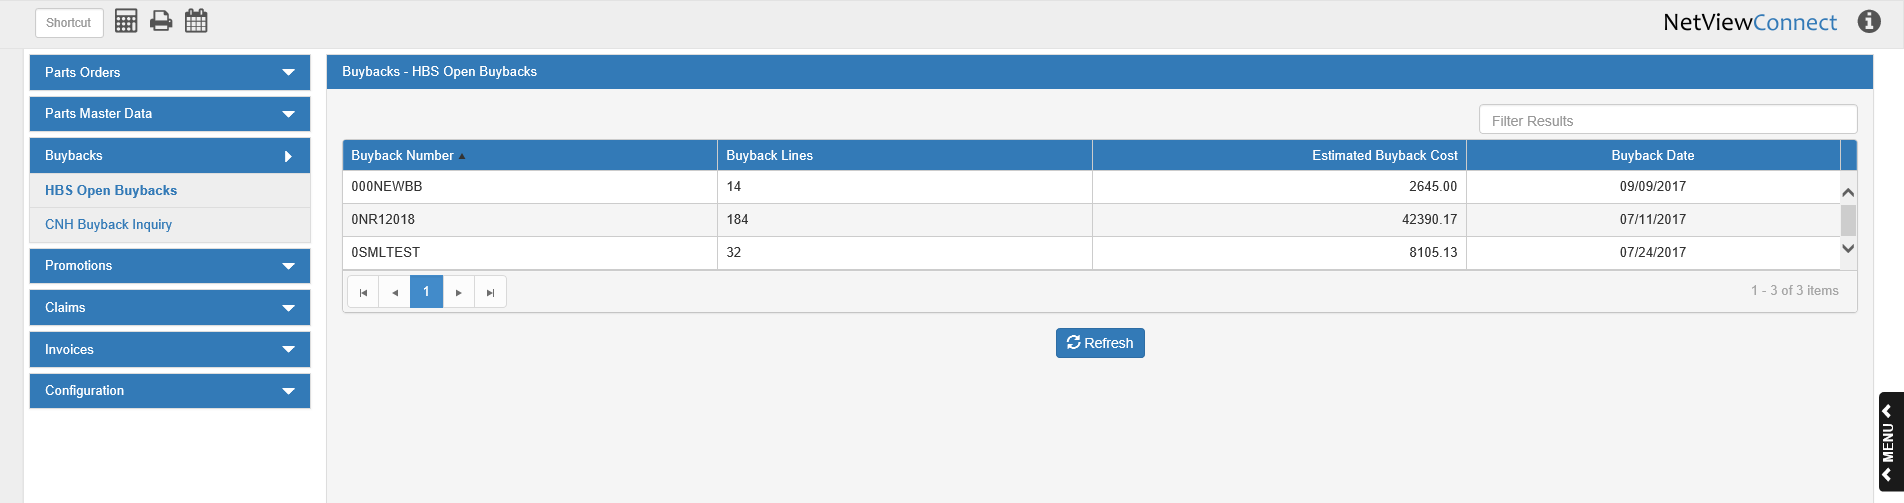 Shortcut
NetViewConnect
Parts Orders
Parts Master Data
Buybacks
HBS Open Buybacks
CNH Buyback Inquiry
Promotions
Claims
Invoices
Configuration
Buybacks - HBS Open Buybacks
Filter Results
Buyback Number Buyback Lines Estimated Buyback Cost Buyback Date
000NEWBB 14 2645.00 09/09/2017
0NR12018 184 42390.17 07/11/2017
0SMLTEST 32 8105.13 07/24/2017
1
1 - 3 of 3 items
Refresh
MENU